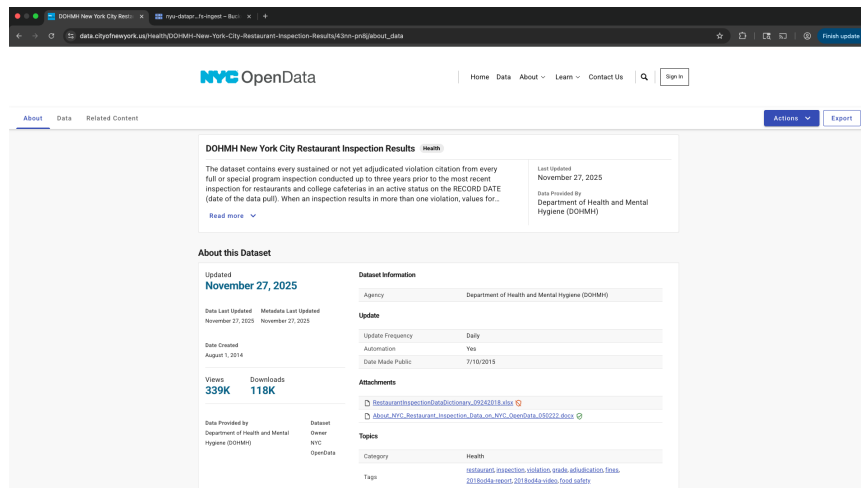 DOHMH New York City Resta
nyu-datapr...fs-ingest – Buck
data.cityofnewyork.us/Health/DOHMH-New-York-City-Restaurant-Inspection-Results/43nn-pn8j/about_data
Finish update
NYC OpenData
Home Data About Learn Contact Us
Sign In
About Data Related Content
Actions
Export
DOHMH New York City Restaurant Inspection Results Health
The dataset contains every sustained or not yet adjudicated violation citation from every
full or special program inspection conducted up to three years prior to the most recent
inspection for restaurants and college cafeterias in an active status on the RECORD DATE
(date of the data pull). When an inspection results in more than one violation, values for...
Read more
Last Updated
November 27, 2025
Data Provided By
Department of Health and Mental
Hygiene (DOHMH)
About this Dataset
Updated
November 27, 2025
Data Last Updated Metadata Last Updated
November 27, 2025 November 27, 2025
Date Created
August 1, 2014
Views Downloads
339K 118K
Data Provided by Dataset
Department of Health and Mental Owner
Hygiene (DOHMH) NYC
OpenData
Dataset Information
Agency Department of Health and Mental Hygiene (DOHMH)
Update
Update Frequency Daily
Automation Yes
Date Made Public 7/10/2015
Attachments
RestaurantInspectionDataDictionary_09242018.xlsx
About_NYC_Restaurant_Inspection_Data_on_NYC_OpenData_050222.docx
Topics
Category Health
Tags restaurant, inspection, violation, grade, adjudication, fines,
2018od4a-report, 2018od4a-video, food safety